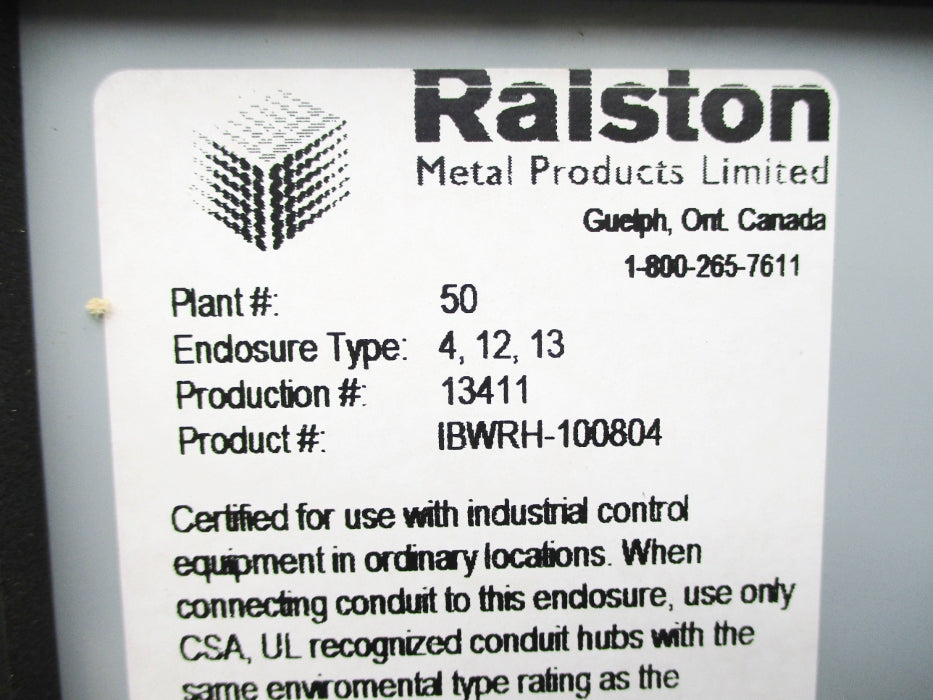 Ralston
Metal Products Limited
Guelph, Ont. Canada
1-800-265-7611
Plant #: 50
Enclosure Type: 4, 12, 13
Production #: 13411
Product #: IBWRH-100804
Certified for use with industrial control
equipment in ordinary locations. When
connecting conduit to this enclosure, use only
CSA, UL recognized conduit hubs with the
same enviromental type rating as the